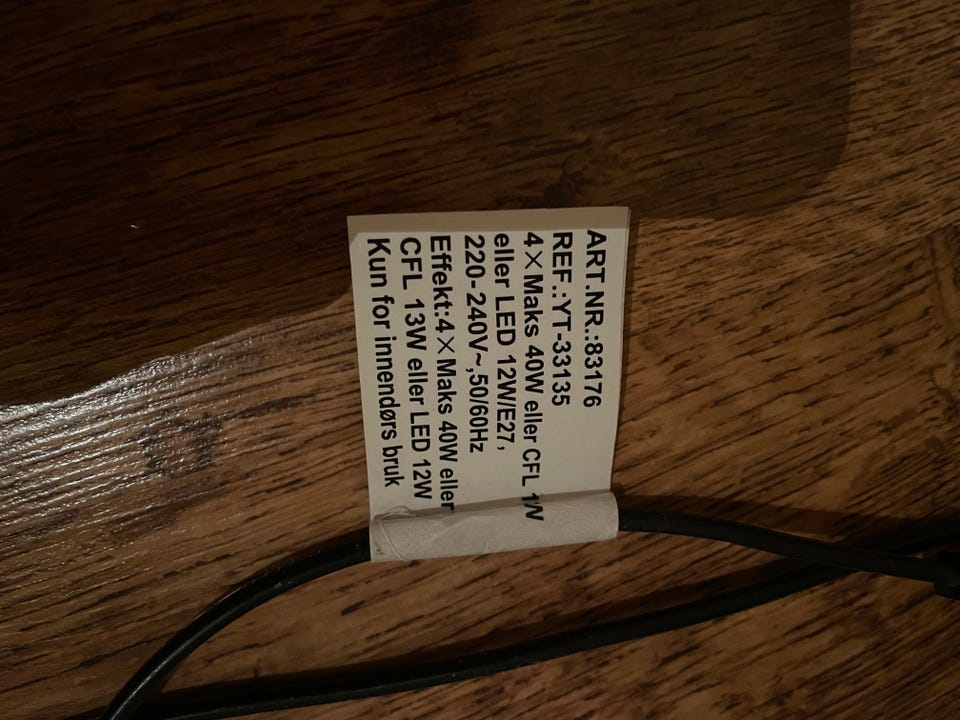 ART.NR.:83176
REF.:YT-33135
4×Maks 40W eller CFL 1W
eller LED 12W/E27,
220-240V~,50/60Hz
Effekt:4×Maks 40W eller
CFL 13W eller LED 12W
Kun for innendørs bruk